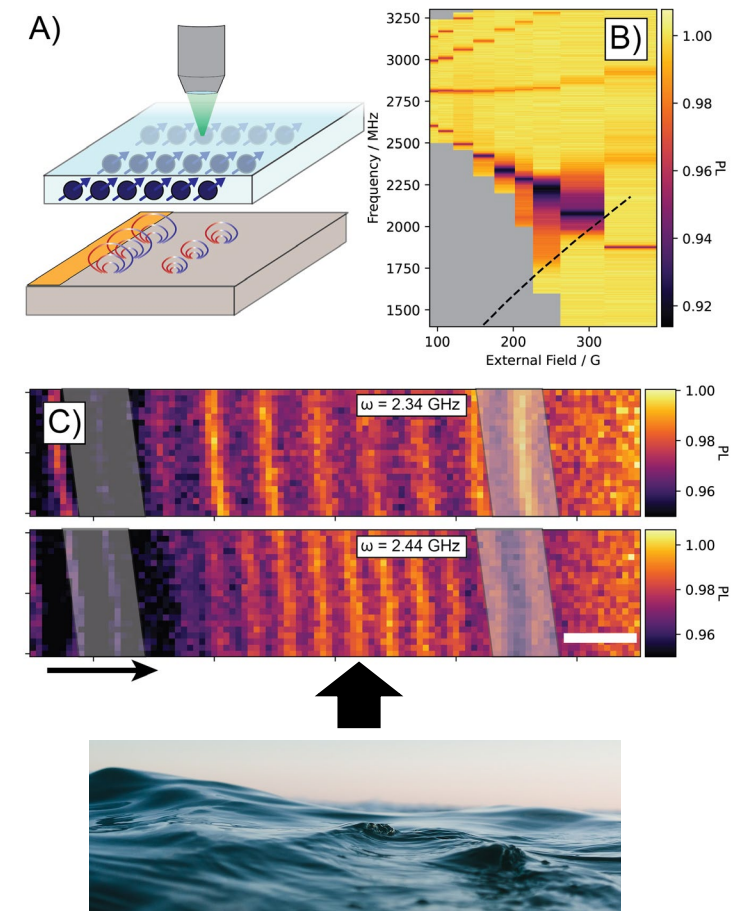 A)
B)
3250
3000
2750
2500
2250
2000
1750
1500
Frequency / MHz
100
200
300
External Field / G
1.00
0.98
0.96
0.94
0.92
PL
C)
ω = 2.34 GHz
1.00
0.98
0.96
PL
ω = 2.44 GHz
1.00
0.98
0.96
PL